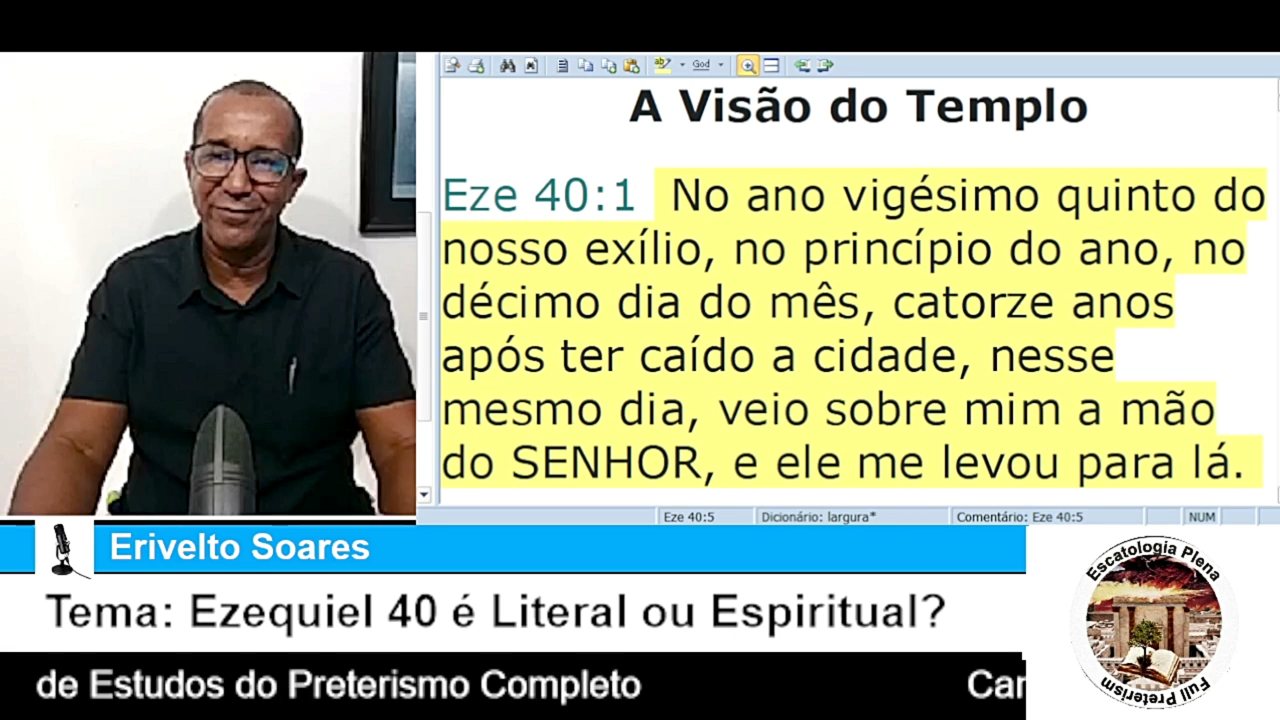 A Visão do Templo
Eze 40:1 No ano vigésimo quinto do
nosso exílio, no princípio do ano, no
décimo dia do mês, catorze anos
após ter caído a cidade, nesse
mesmo dia, veio sobre mim a mão
do SENHOR, e ele me levou para lá.
Eze 40:5 Dicionário: largura* Comentário: Eze 40:5 NUM
Erivelto Soares
Tema: Ezequiel 40 é Literal ou Espiritual?
de Estudos do Preterismo Completo
Escatologia Plena
Full Preterism
God